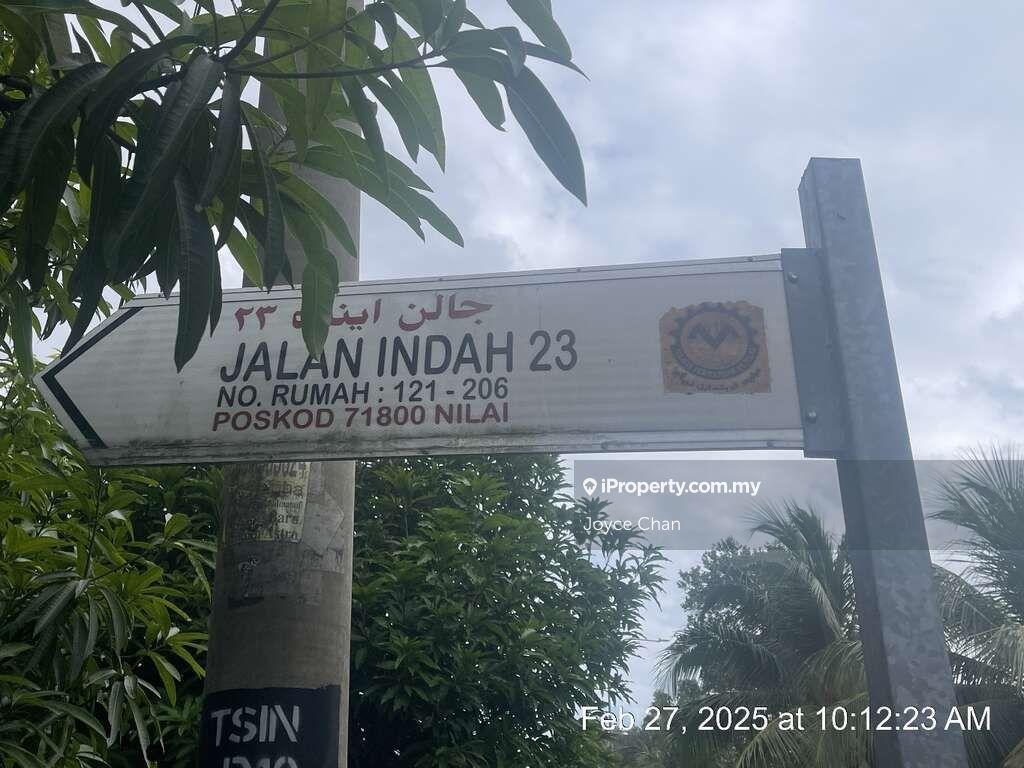 جالن اينده ٢٣
JALAN INDAH 23
NO. RUMAH : 121 - 206
POSKOD 71800 NILAI
iProperty.com.my
Joyce Chan
TSIN
Feb 27, 2025 at 10:12:23 AM